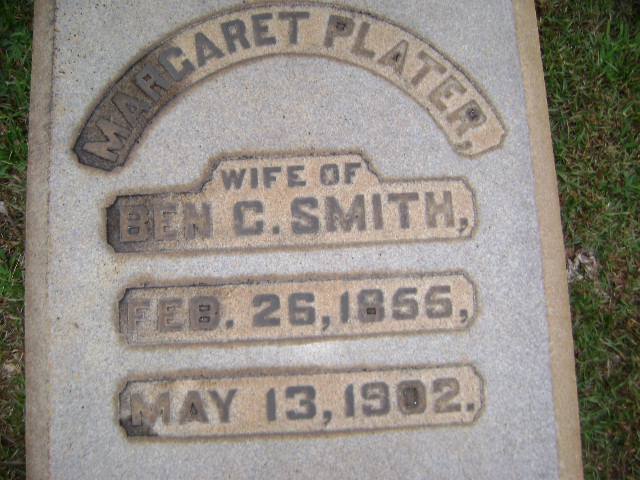 MARGARET PLATER,
WIFE OF
BEN C. SMITH,
FEB. 26, 1855,
MAY 13, 1902.